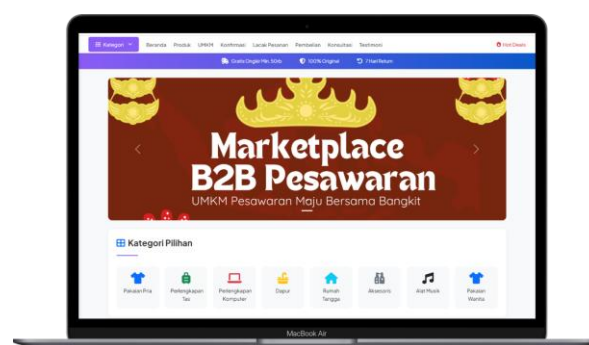 Kategori Beranda Produk UMKM Konfirmasi Lacak Pesanan Pembelian Konsultasi Testimoni Hot Deals
Gratis Ongkir Min. 50rb 100% Original 7 Hari Return
Marketplace
B2B Pesawaran
UMKM Pesawaran Maju Bersama Bangkit
Kategori Pilihan
Pakaian Pria Perlengkapan Tas Perlengkapan Komputer Dapur Rumah Tangga Aksesoris Alat Musik Pakaian Wanita
MacBook Air